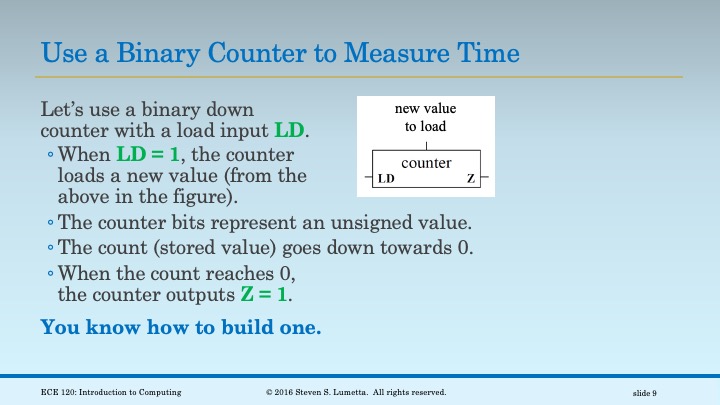 Use a Binary Counter to Measure Time
Let’s use a binary down
counter with a load input LD.
◦ When LD = 1, the counter
loads a new value (from the
above in the figure).
◦ The counter bits represent an unsigned value.
◦ The count (stored value) goes down towards 0.
◦ When the count reaches 0,
the counter outputs Z = 1.
You know how to build one.
new value
to load
counter
LD Z
ECE 120: Introduction to Computing © 2016 Steven S. Lumetta. All rights reserved. slide 9